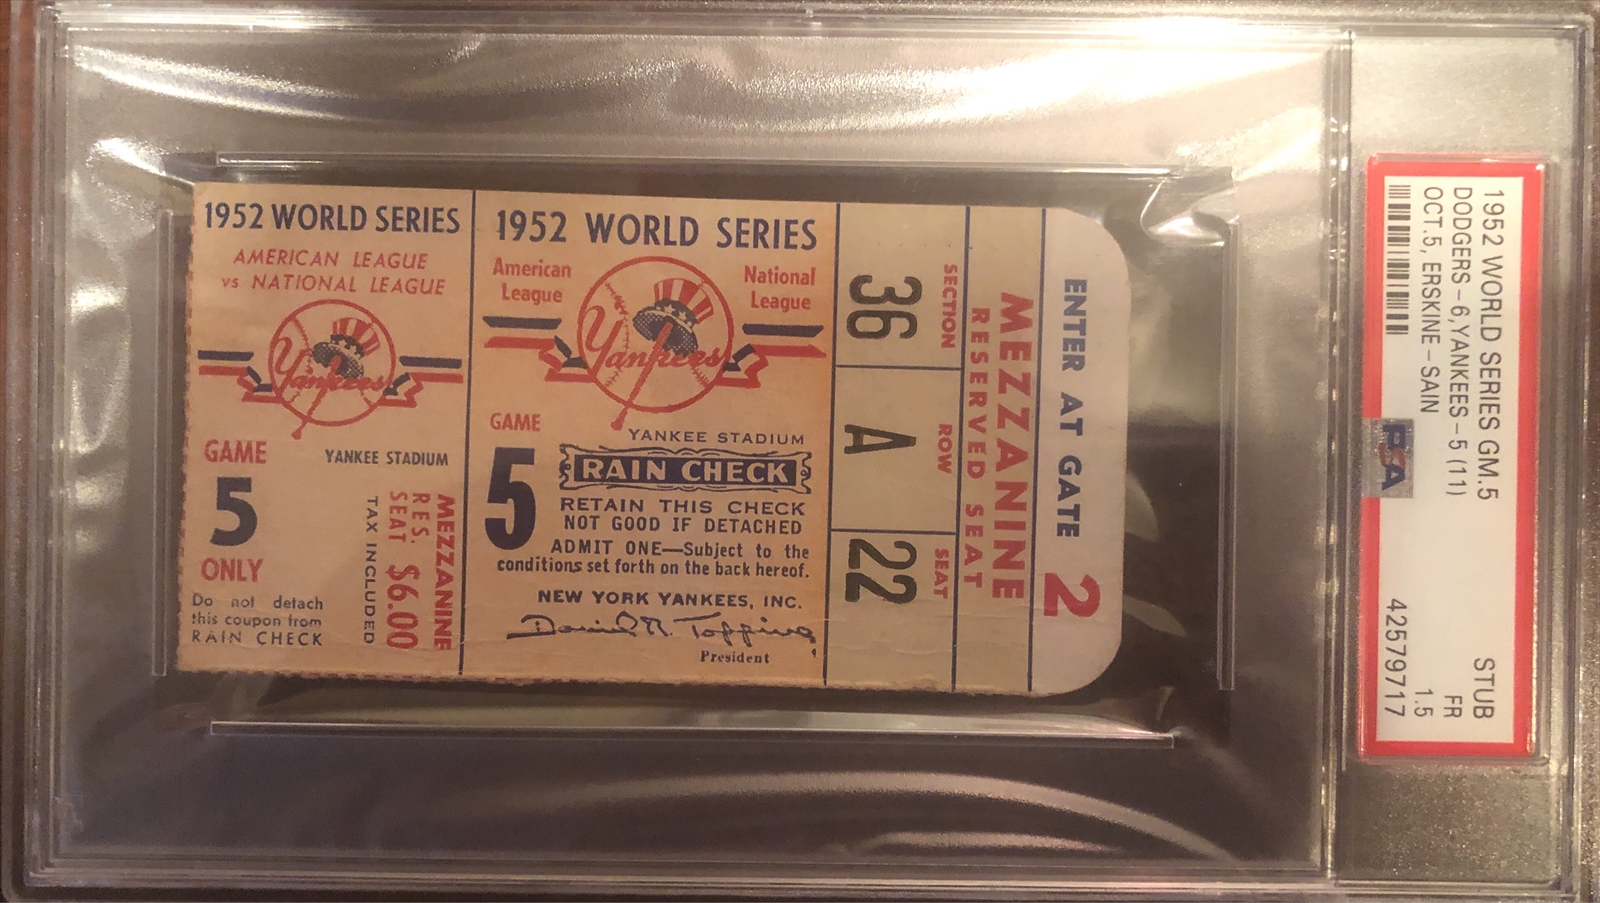 1952 WORLD SERIES
AMERICAN LEAGUE
vs NATIONAL LEAGUE
Yankees
GAME
5
ONLY
YANKEE STADIUM
MEZZANINE
RES.
SEAT $6.00
TAX INCLUDED
Do not detach
this coupon from
RAIN CHECK
1952 WORLD SERIES
American
League
National
League
Yankees
GAME
5
YANKEE STADIUM
RAIN CHECK
RETAIN THIS CHECK
NOT GOOD IF DETACHED
ADMIT ONE—Subject to the
conditions set forth on the back hereof.
NEW YORK YANKEES, INC.
Daniel R. Topping
President
SECTION
36
ROW
A
SEAT
22
MEZZANINE
RESERVED SEAT
ENTER AT GATE 2
1952 WORLD SERIES GM.5 STUB
DODGERS-6,YANKEES-5 (11) FR
OCT.5, ERSKINE-SAIN 1.5
42579717
PSA